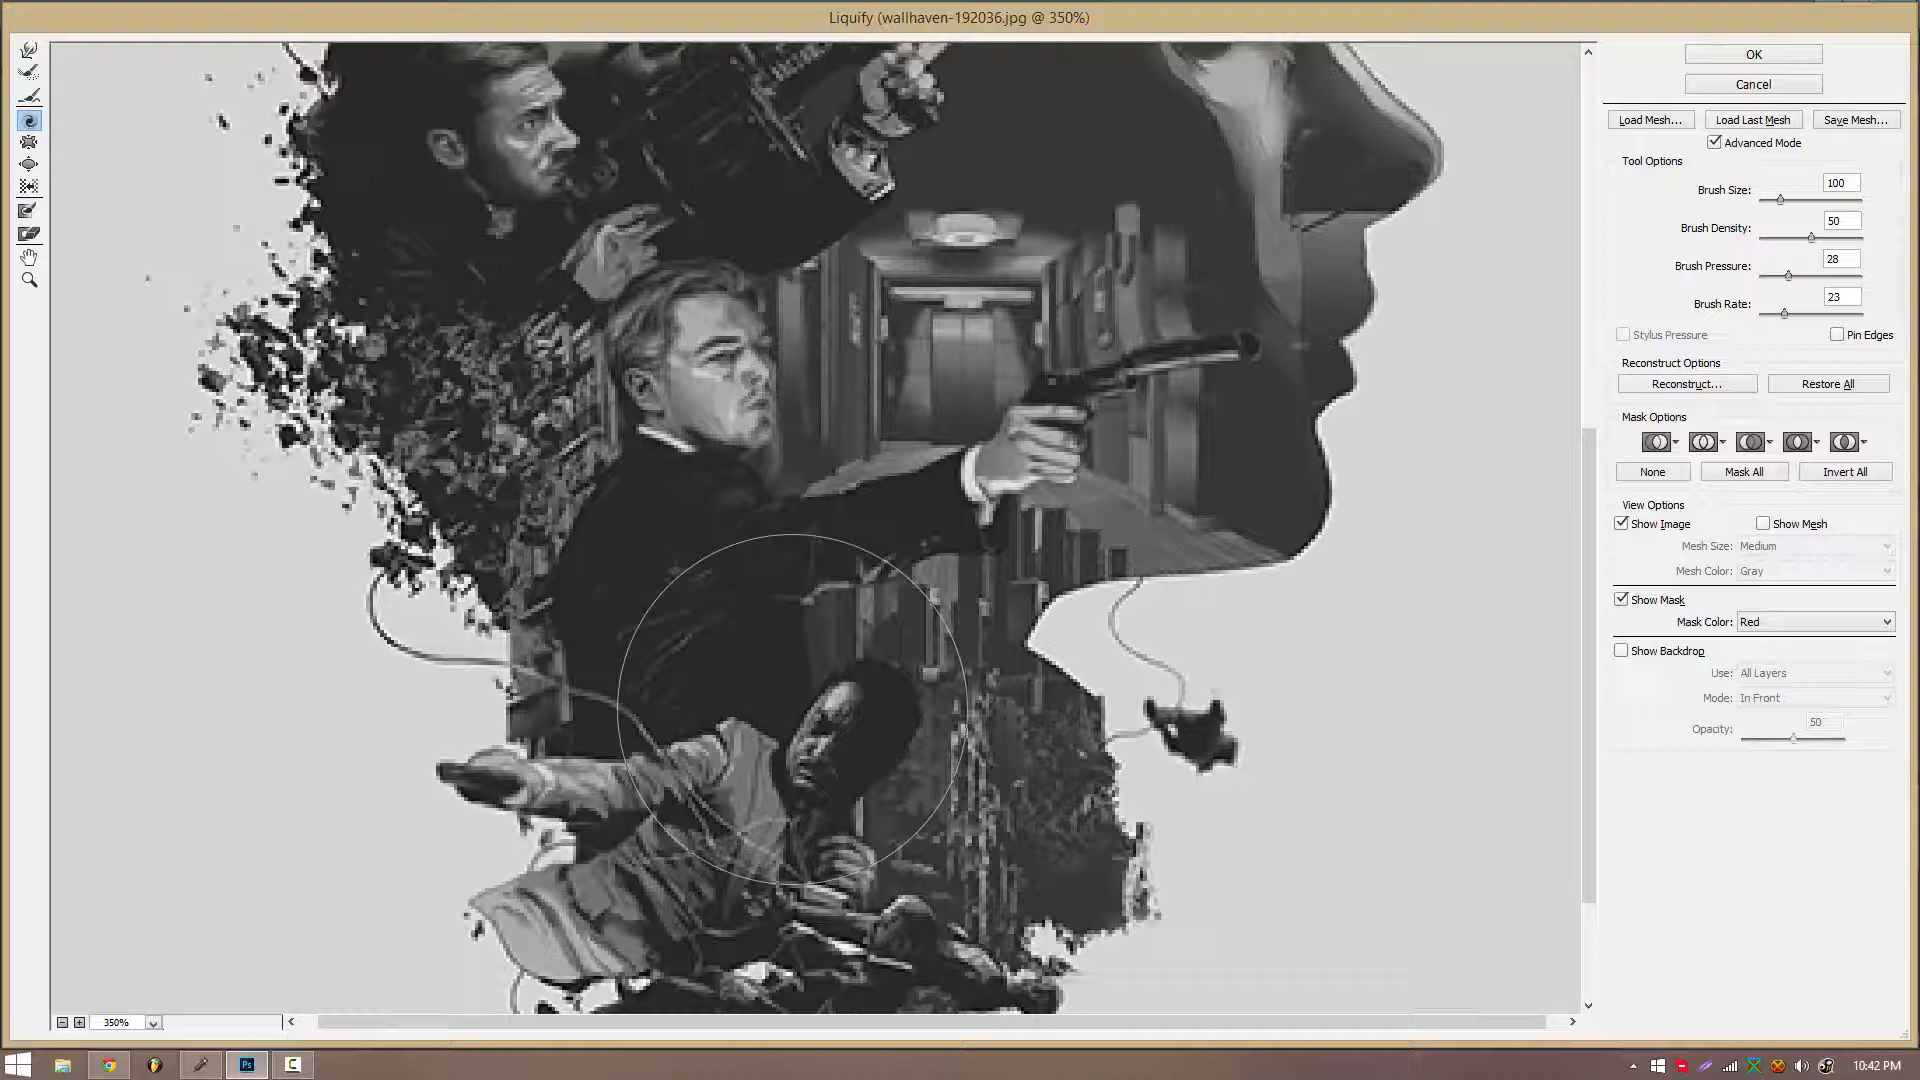 Liquify (wallhaven-192036.jpg @ 350%)
OK
Cancel
Load Mesh... Load Last Mesh Save Mesh...
Advanced Mode
Tool Options
Brush Size: 100
Brush Density: 50
Brush Pressure: 28
Brush Rate: 23
Stylus Pressure Pin Edges
Reconstruct Options
Reconstruct... Restore All
Mask Options
None Mask All Invert All
View Options
Show Image Show Mesh
Mesh Size: Medium
Mesh Color: Gray
Show Mask
Mask Color: Red
Show Backdrop
Use: All Layers
Mode: In Front
Opacity: 50
350%
Ps C 10:42 PM